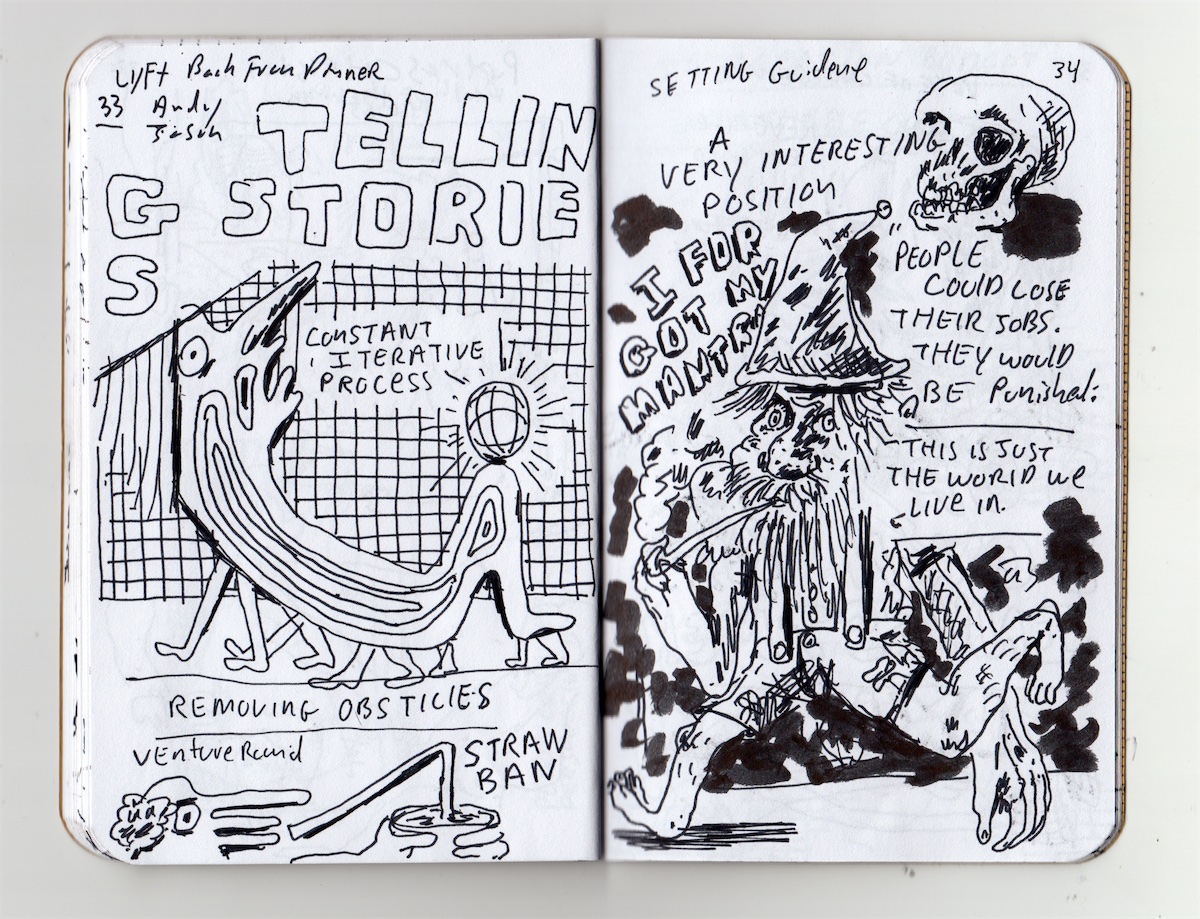 Lyft Back From Dinner
33 Andy
Jason
TELLIN
G STORIE
S
CONSTANT
ITERATIVE
PROCESS
REMOVING OBSTICLES
Venture Round
STRAW
BAN
SETTING Guidene
34
A
VERY INTERESTING
POSITION
I FOR
GOT MY
MANTRA
"PEOPLE
COULD LOSE
THEIR JOBS.
THEY WOULD
BE PuniShed.
THIS IS JUST
THE WORLD WE
LIVE IN.